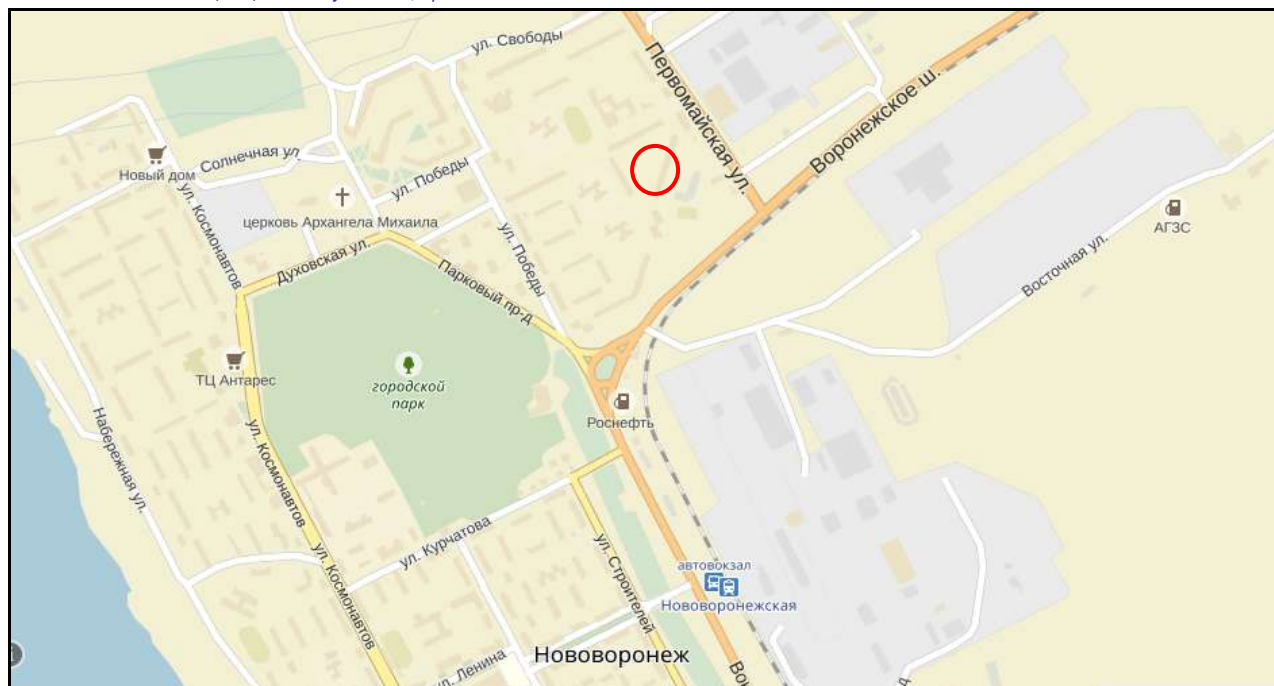 ул. Свободы
Первомайская ул.
Воронежское ш.
Новый дом
Солнечная ул.
ул. Победы
церковь Архангела Михаила
ул. Космонавтов
АГЗС
Восточная ул.
Духовская ул.
Парковый пр-д
ул. Победы
ТЦ Антарес
городской
парк
Роснефть
Набережная ул.
ул. Космонавтов
ул. Курчатова
ул. Строителей
ул. Космонавтов
автовокзал
Нововоронежская
Нововоронеж
ул. Ленина